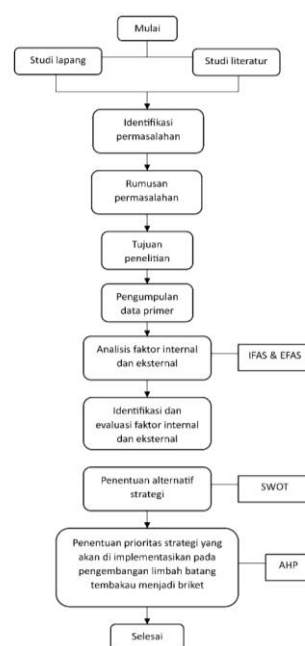 Mulai
Studi lapang
Studi literatur
Identifikasi
permasalahan
Rumusan
permasalahan
Tujuan
penelitian
Pengumpulan
data primer
Analisis faktor internal
dan eksternal
IFAS & EFAS
Identifikasi dan
evaluasi faktor internal
dan eksternal
Penentuan alternatif
strategi
SWOT
Penentuan prioritas strategi yang
akan di implementasikan pada
pengembangan limbah batang
tembakau menjadi briket
AHP
Selesai